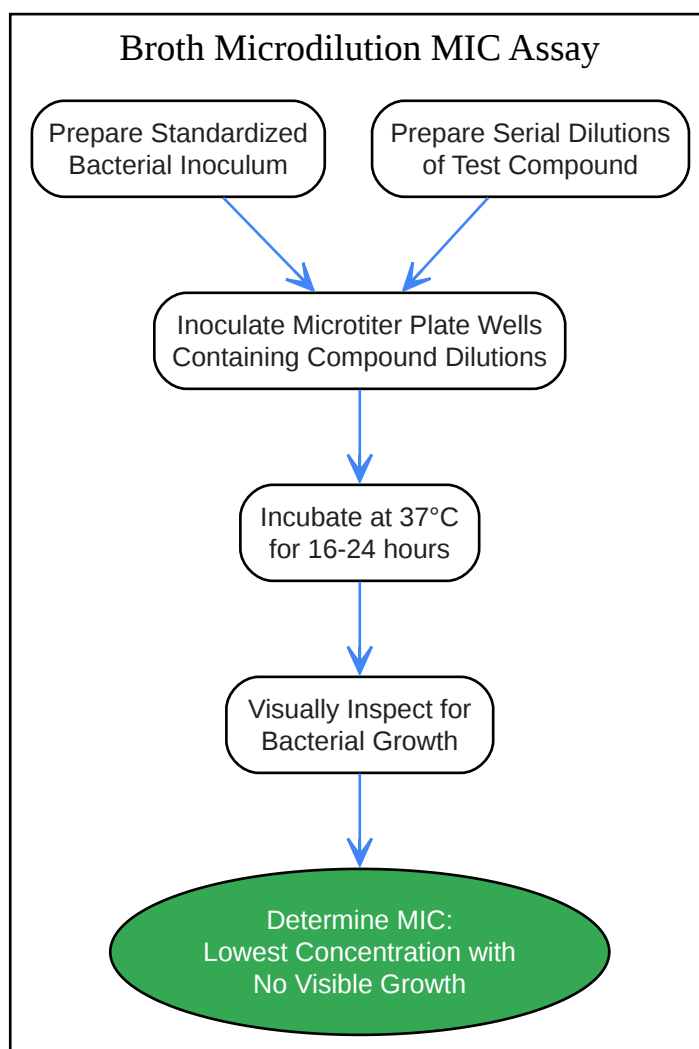 Broth Microdilution MIC Assay
Prepare Standardized
Bacterial Inoculum
Prepare Serial Dilutions
of Test Compound
Inoculate Microtiter Plate Wells
Containing Compound Dilutions
Incubate at 37°C
for 16-24 hours
Visually Inspect for
Bacterial Growth
Determine MIC:
Lowest Concentration with
No Visible Growth